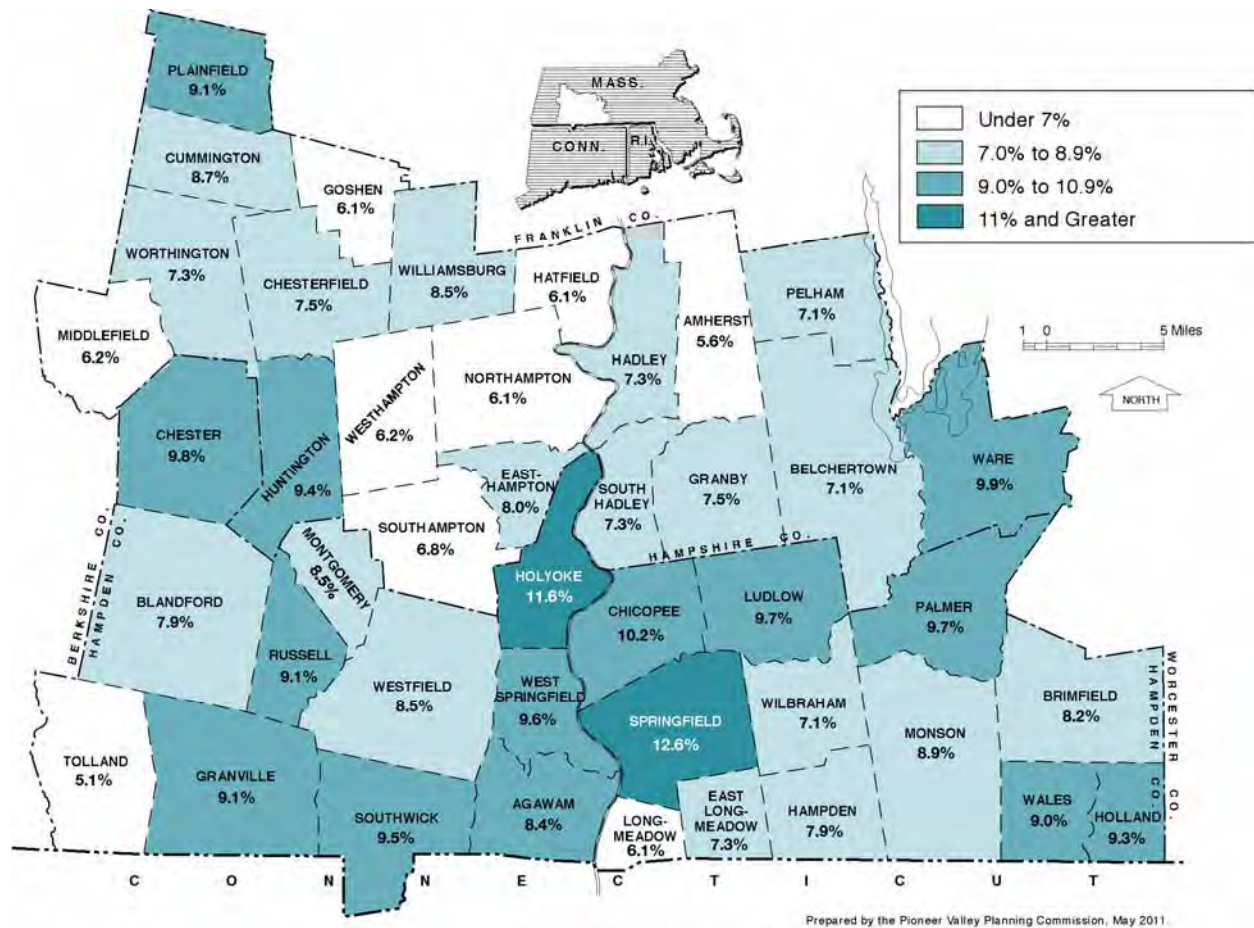 PLAINFIELD
9.1%
CUMMINGTON
8.7%
GOSHEN
6.1%
MASS.
CONN.
R.I.
Under 7%
7.0% to 8.9%
9.0% to 10.9%
11% and Greater
FRANKLIN CO.
WORTHINGTON
7.3%
CHESTERFIELD
7.5%
WILLIAMSBURG
8.5%
HATFIELD
6.1%
PELHAM
7.1%
MIDDLEFIELD
6.2%
AMHERST
5.6%
1 0 5 Miles
NORTH
HADLEY
7.3%
NORTHAMPTON
6.1%
WESTHAMPTON
6.2%
CHESTER
9.8%
HUNTINGTON
9.4%
EAST-
HAMPTON
8.0%
SOUTH
HADLEY
7.3%
GRANBY
7.5%
BELCHERTOWN
7.1%
WARE
9.9%
SOUTHAMPTON
6.8%
HAMPSHIRE CO.
MONTGOMERY
8.5%
BERKSHIRE CO.
HAMPDEN CO.
BLANDFORD
7.9%
HOLYOKE
11.6%
CHICOPEE
10.2%
LUDLOW
9.7%
PALMER
9.7%
RUSSELL
9.1%
WESTFIELD
8.5%
WEST
SPRINGFIELD
9.6%
SPRINGFIELD
12.6%
WILBRAHAM
7.1%
MONSON
8.9%
BRIMFIELD
8.2%
HAMPDEN CO.
WORCESTER CO.
TOLLAND
5.1%
GRANVILLE
9.1%
SOUTHWICK
9.5%
AGAWAM
8.4%
LONG-
MEADOW
6.1%
EAST
LONG-
MEADOW
7.3%
HAMPDEN
7.9%
WALES
9.0%
HOLLAND
9.3%
CONNECTICUT
Prepared by the Pioneer Valley Planning Commission, May 2011.